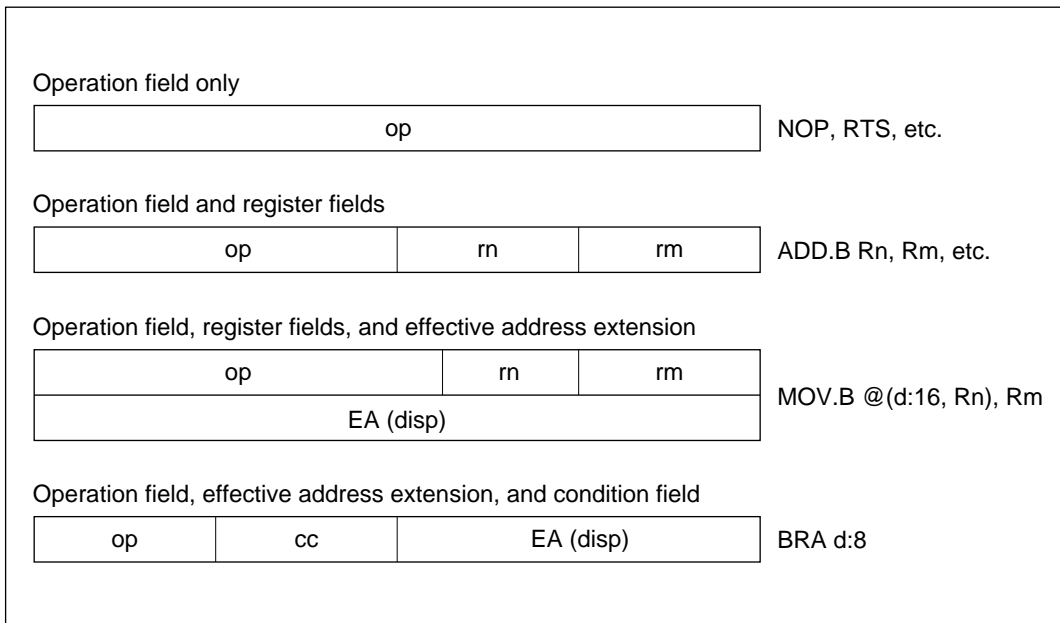 Operation field only
op
NOP, RTS, etc.
Operation field and register fields
op rn rm
ADD.B Rn, Rm, etc.
Operation field, register fields, and effective address extension
op rn rm
EA (disp)
MOV.B @(d:16, Rn), Rm
Operation field, effective address extension, and condition field
op cc EA (disp)
BRA d:8